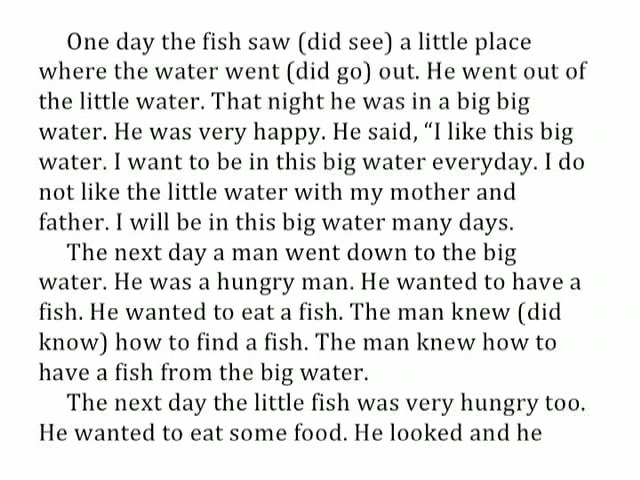 One day the fish saw (did see) a little place
where the water went (did go) out. He went out of
the little water. That night he was in a big big
water. He was very happy. He said, “I like this big
water. I want to be in this big water everyday. I do
not like the little water with my mother and
father. I will be in this big water many days.
The next day a man went down to the big
water. He was a hungry man. He wanted to have a
fish. He wanted to eat a fish. The man knew (did
know) how to find a fish. The man knew how to
have a fish from the big water.
The next day the little fish was very hungry too.
He wanted to eat some food. He looked and he